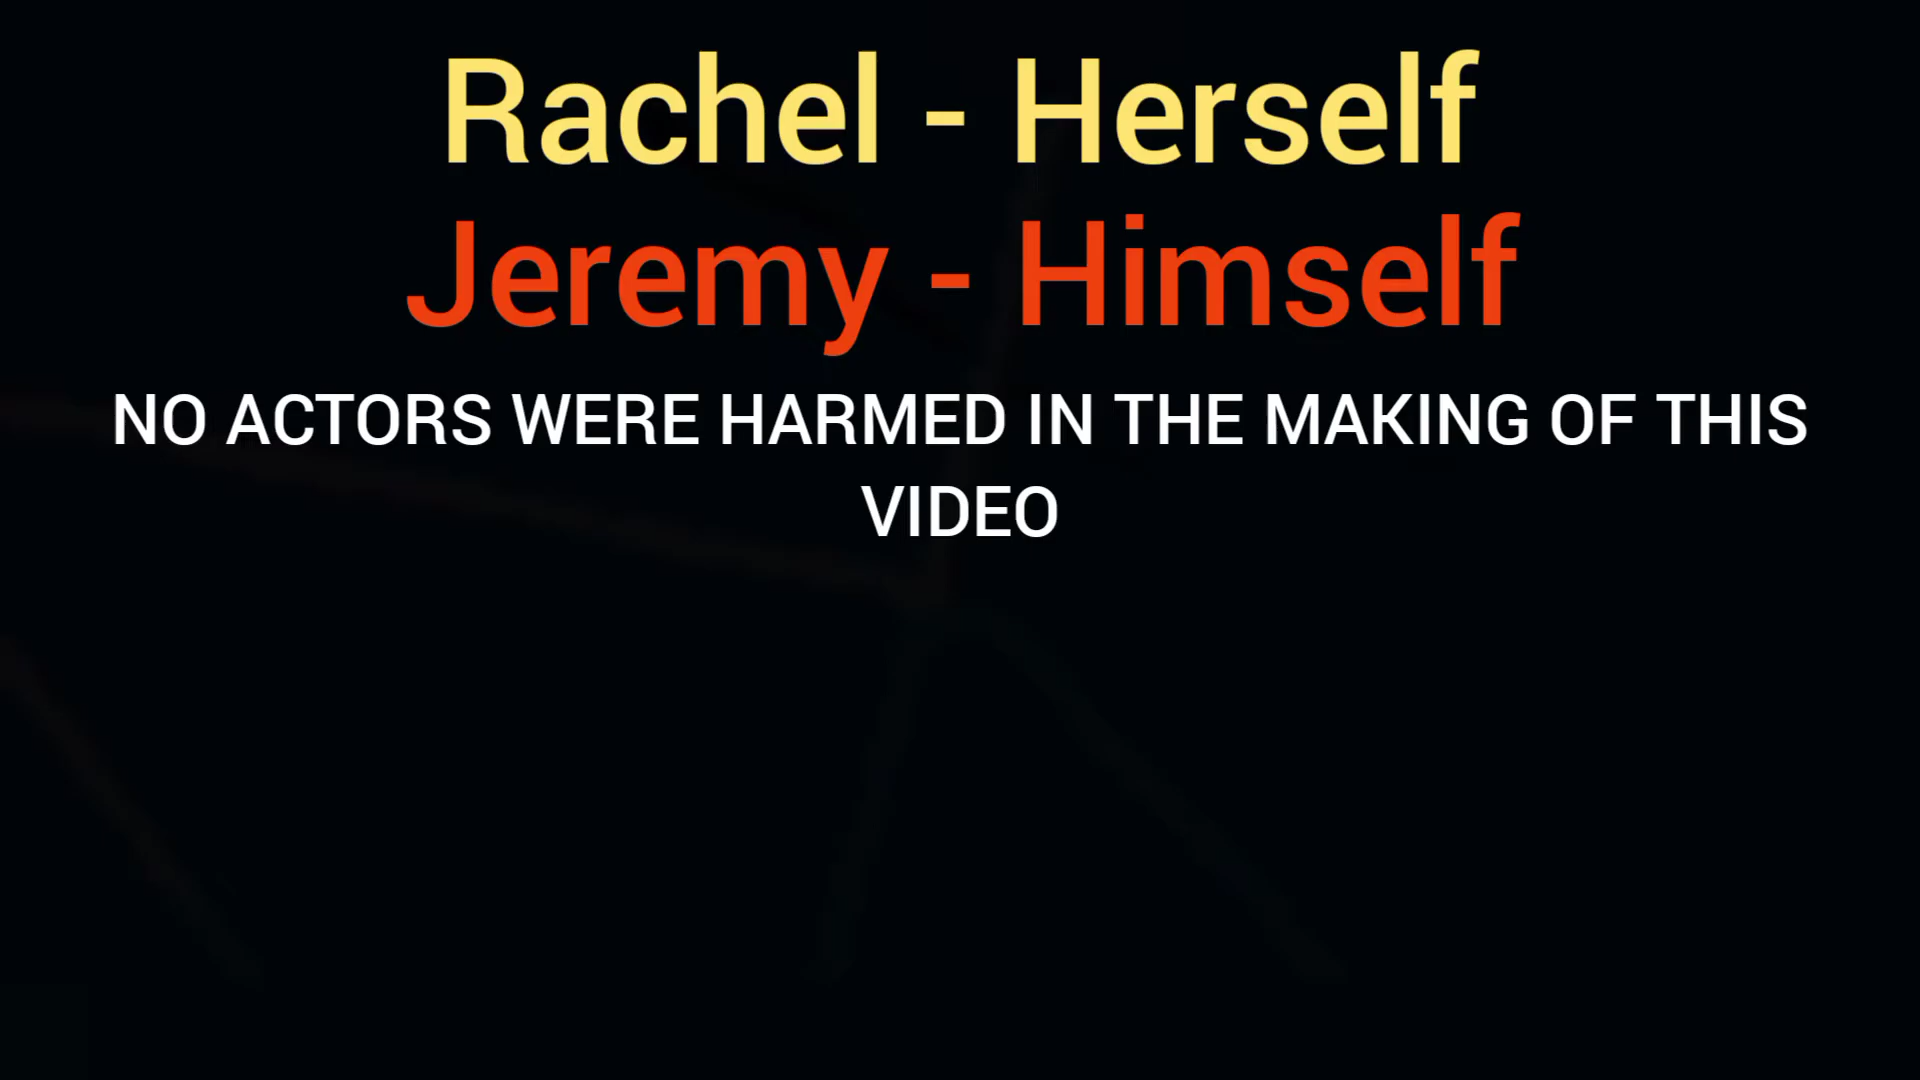 Rachel - Herself
Jeremy - Himself
NO ACTORS WERE HARMED IN THE MAKING OF THIS
VIDEO